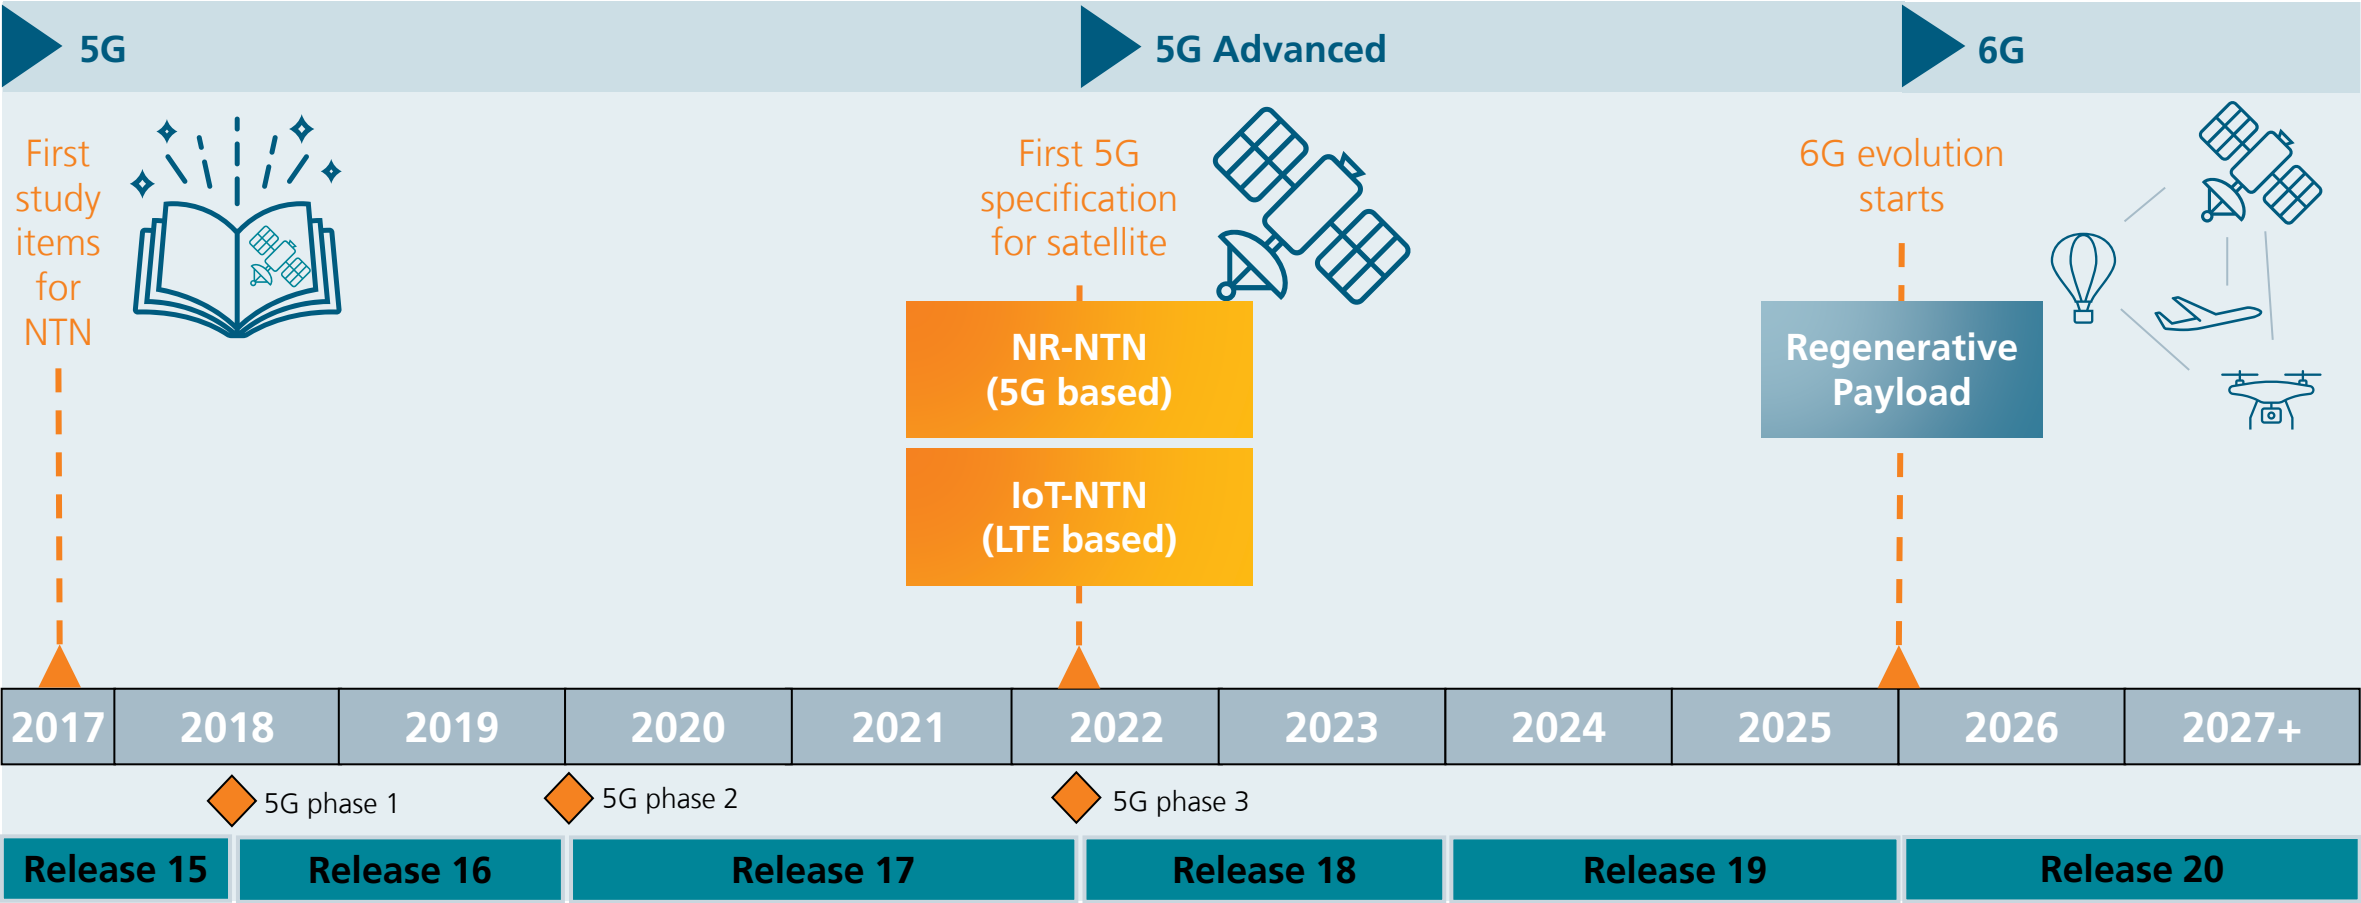 5G
5G Advanced
6G
First
study
items
for
NTN
First 5G
specification
for satellite
6G evolution
starts
NR-NTN
(5G based)
Regenerative
Payload
IoT-NTN
(LTE based)
2017
2018
2019
2020
2021
2022
2023
2024
2025
2026
2027+
5G phase 1
5G phase 2
5G phase 3
Release 15
Release 16
Release 17
Release 18
Release 19
Release 20